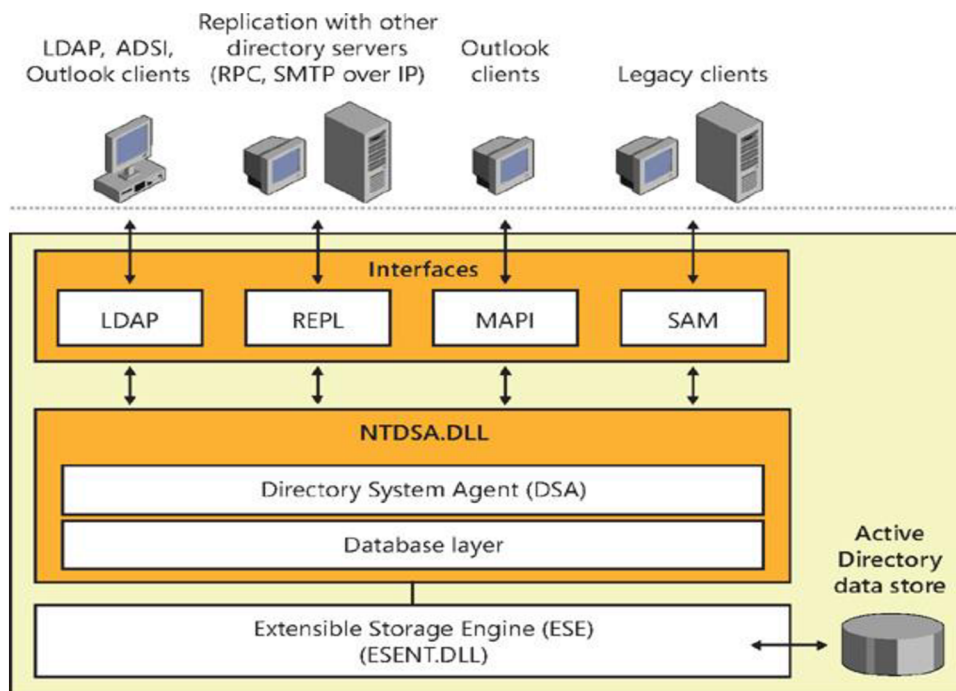 LDAP, ADSI,
Outlook clients
Replication with other
directory servers
(RPC, SMTP over IP)
Outlook
clients
Legacy clients
Interfaces
LDAP
REPL
MAPI
SAM
NTDSA.DLL
Directory System Agent (DSA)
Database layer
Extensible Storage Engine (ESE)
(ESENT.DLL)
Active
Directory
data store